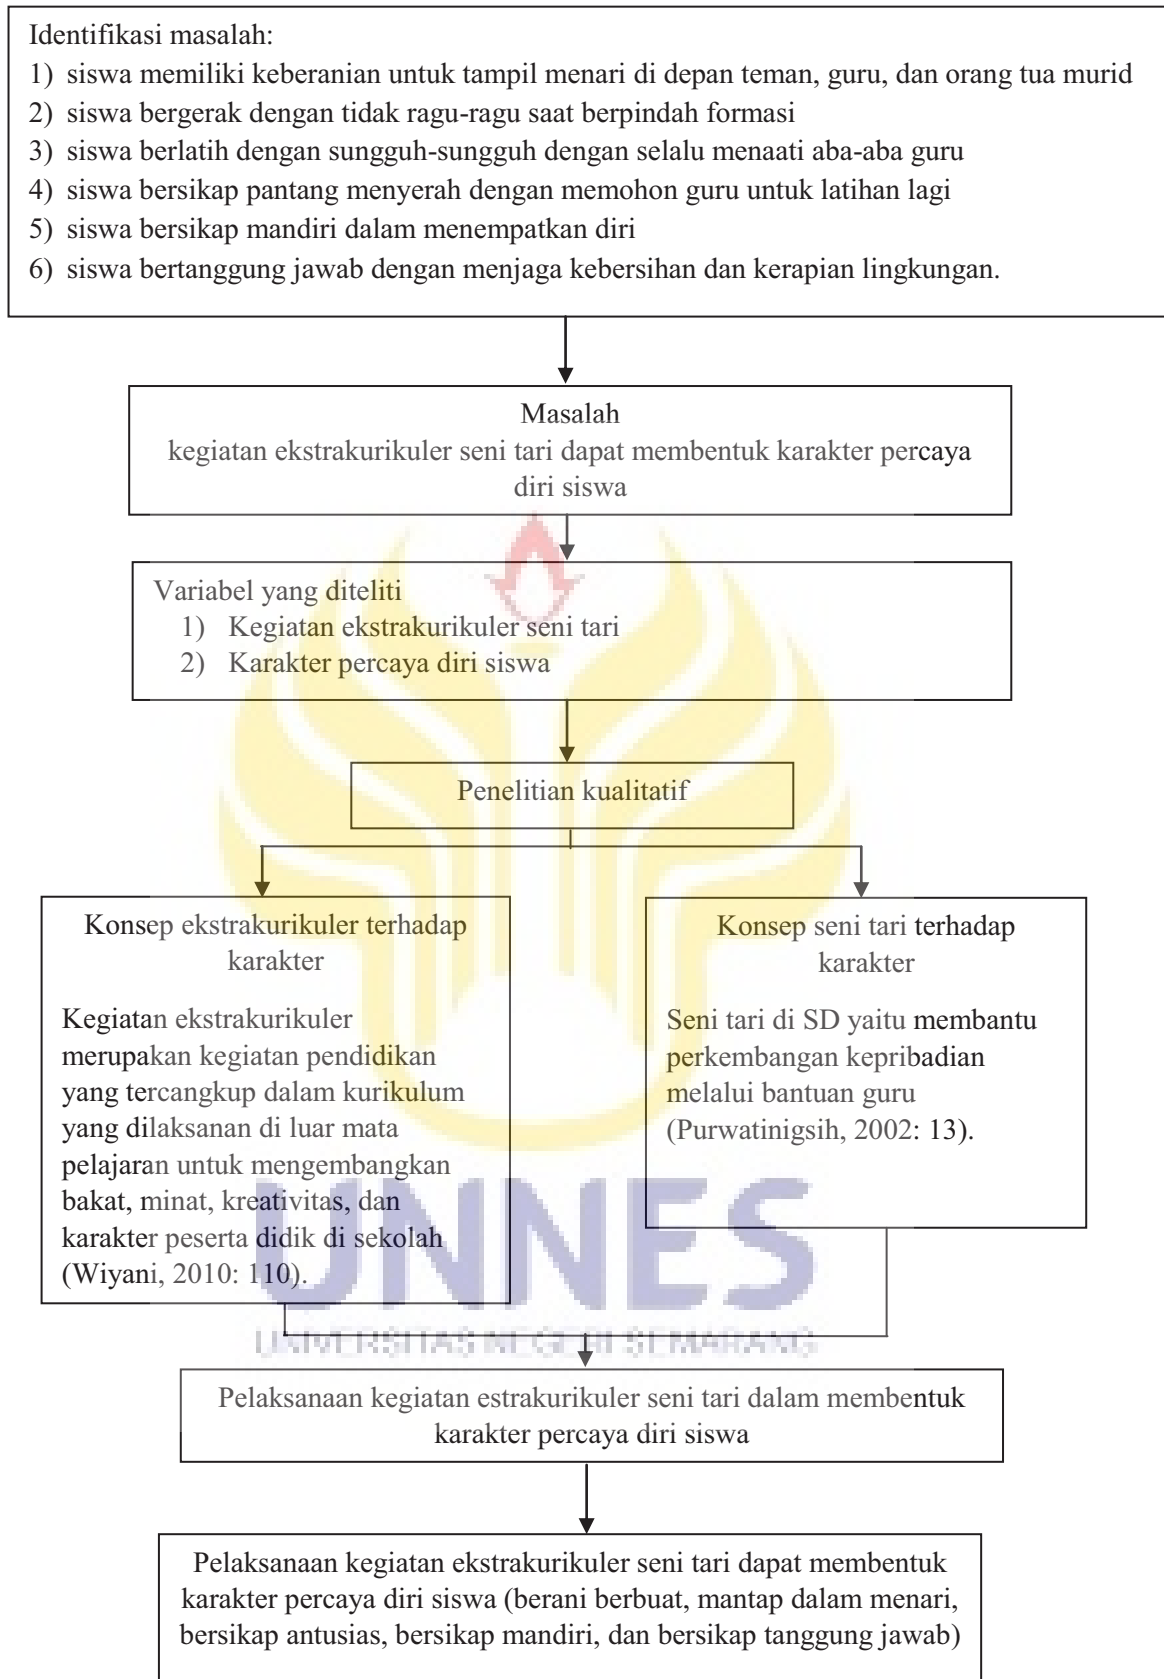 Identifikasi masalah:
1) siswa memiliki keberanian untuk tampil menari di depan teman, guru, dan orang tua murid
2) siswa bergerak dengan tidak ragu-ragu saat berpindah formasi
3) siswa berlatih dengan sungguh-sungguh dengan selalu menaati aba-aba guru
4) siswa bersikap pantang menyerah dengan memohon guru untuk latihan lagi
5) siswa bersikap mandiri dalam menempatkan diri
6) siswa bertanggung jawab dengan menjaga kebersihan dan kerapian lingkungan.
Masalah
kegiatan ekstrakurikuler seni tari dapat membentuk karakter percaya
diri siswa
Variabel yang diteliti
1) Kegiatan ekstrakurikuler seni tari
2) Karakter percaya diri siswa
Penelitian kualitatif
Konsep ekstrakurikuler terhadap
karakter
Kegiatan ekstrakurikuler
merupakan kegiatan pendidikan
yang tercangkup dalam kurikulum
yang dilaksanan di luar mata
pelajaran untuk mengembangkan
bakat, minat, kreativitas, dan
karakter peserta didik di sekolah
(Wiyani, 2010: 110).
Konsep seni tari terhadap
karakter
Seni tari di SD yaitu membantu
perkembangan kepribadian
melalui bantuan guru
(Purwatinigsih, 2002: 13).
UNNES
UNIVERSITAS NEGERI SEMARANG
Pelaksanaan kegiatan estrakurikuler seni tari dalam membentuk
karakter percaya diri siswa
Pelaksanaan kegiatan ekstrakurikuler seni tari dapat membentuk
karakter percaya diri siswa (berani berbuat, mantap dalam menari,
bersikap antusias, bersikap mandiri, dan bersikap tanggung jawab)